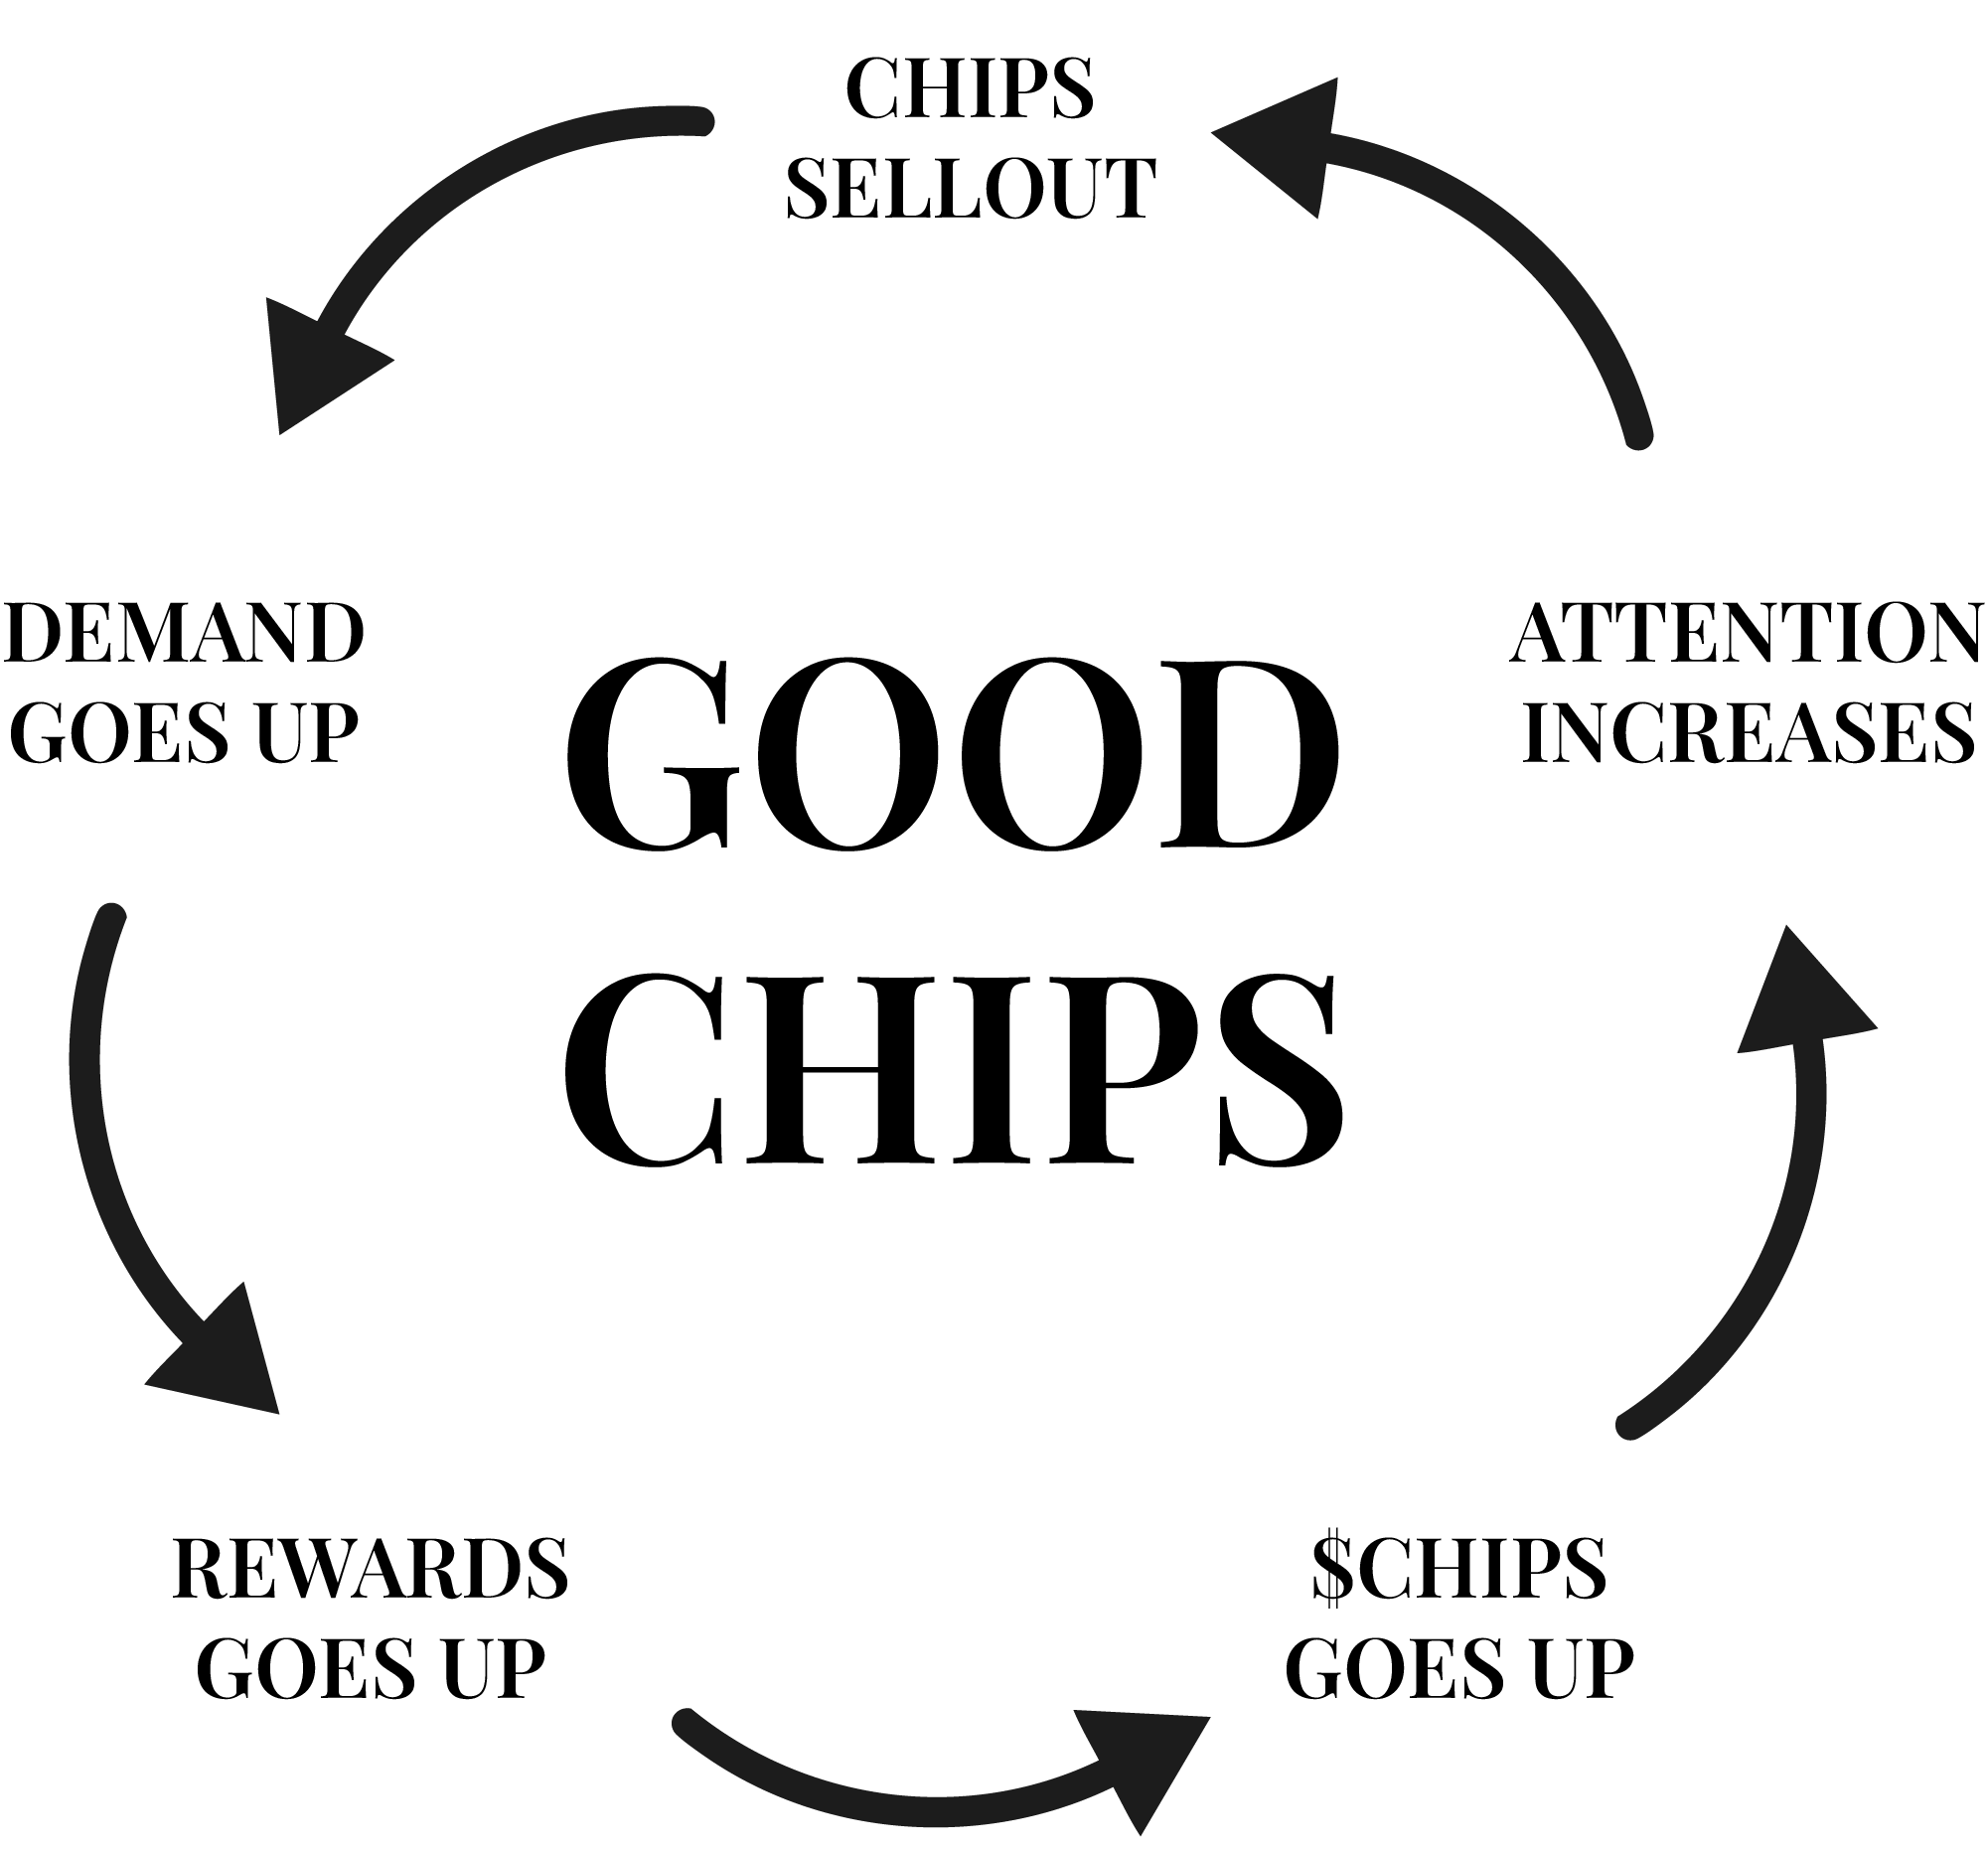 CHIPS
SELLOUT
DEMAND
GOES UP
ATTENTION
INCREASES
GOOD
CHIPS
REWARDS
GOES UP
$CHIPS
GOES UP